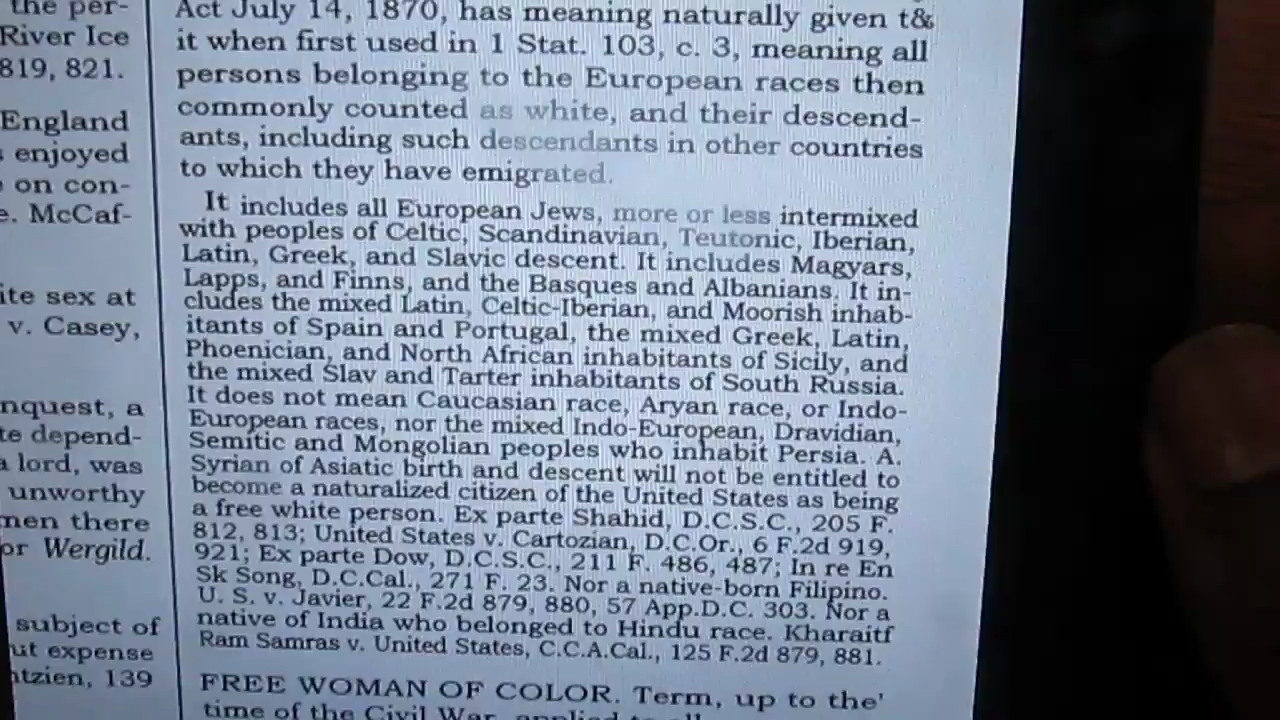 the per-
River Ice
819, 821.
England
enjoyed
on con-
e. McCaf-
ite sex at
v. Casey,
nquest, a
te depend-
a lord, was
unworthy
men there
or Wergild.
subject of
ut expense
ntzien, 139
Act July 14, 1870, has meaning naturally given t&
it when first used in 1 Stat. 103, c. 3, meaning all
persons belonging to the European races then
commonly counted as white, and their descend-
ants, including such descendants in other countries
to which they have emigrated.
It includes all European Jews, more or less intermixed
with peoples of Celtic, Scandinavian, Teutonic, Iberian,
Latin, Greek, and Slavic descent. It includes Magyars,
Lapps, and Finns, and the Basques and Albanians. It in-
cludes the mixed Latin, Celtic-Iberian, and Moorish inhab-
itants of Spain and Portugal, the mixed Greek, Latin,
Phoenician, and North African inhabitants of Sicily, and
the mixed Slav and Tarter inhabitants of South Russia.
It does not mean Caucasian race, Aryan race, or Indo-
European races, nor the mixed Indo-European, Dravidian,
Semitic and Mongolian peoples who inhabit Persia. A.
Syrian of Asiatic birth and descent will not be entitled to
become a naturalized citizen of the United States as being
a free white person. Ex parte Shahid, D.C.S.C., 205 F.
812, 813; United States v. Cartozian, D.C.Or., 6 F.2d 919,
921; Ex parte Dow, D.C.S.C., 211 F. 486, 487; In re En
Sk Song, D.C.Cal., 271 F. 23. Nor a native-born Filipino.
U. S. v. Javier, 22 F.2d 879, 880, 57 App.D.C. 303. Nor a
native of India who belonged to Hindu race. Kharaitf
Ram Samras v. United States, C.C.A.Cal., 125 F.2d 879, 881.
FREE WOMAN OF COLOR. Term, up to the'
time of the Civil War, applied to all